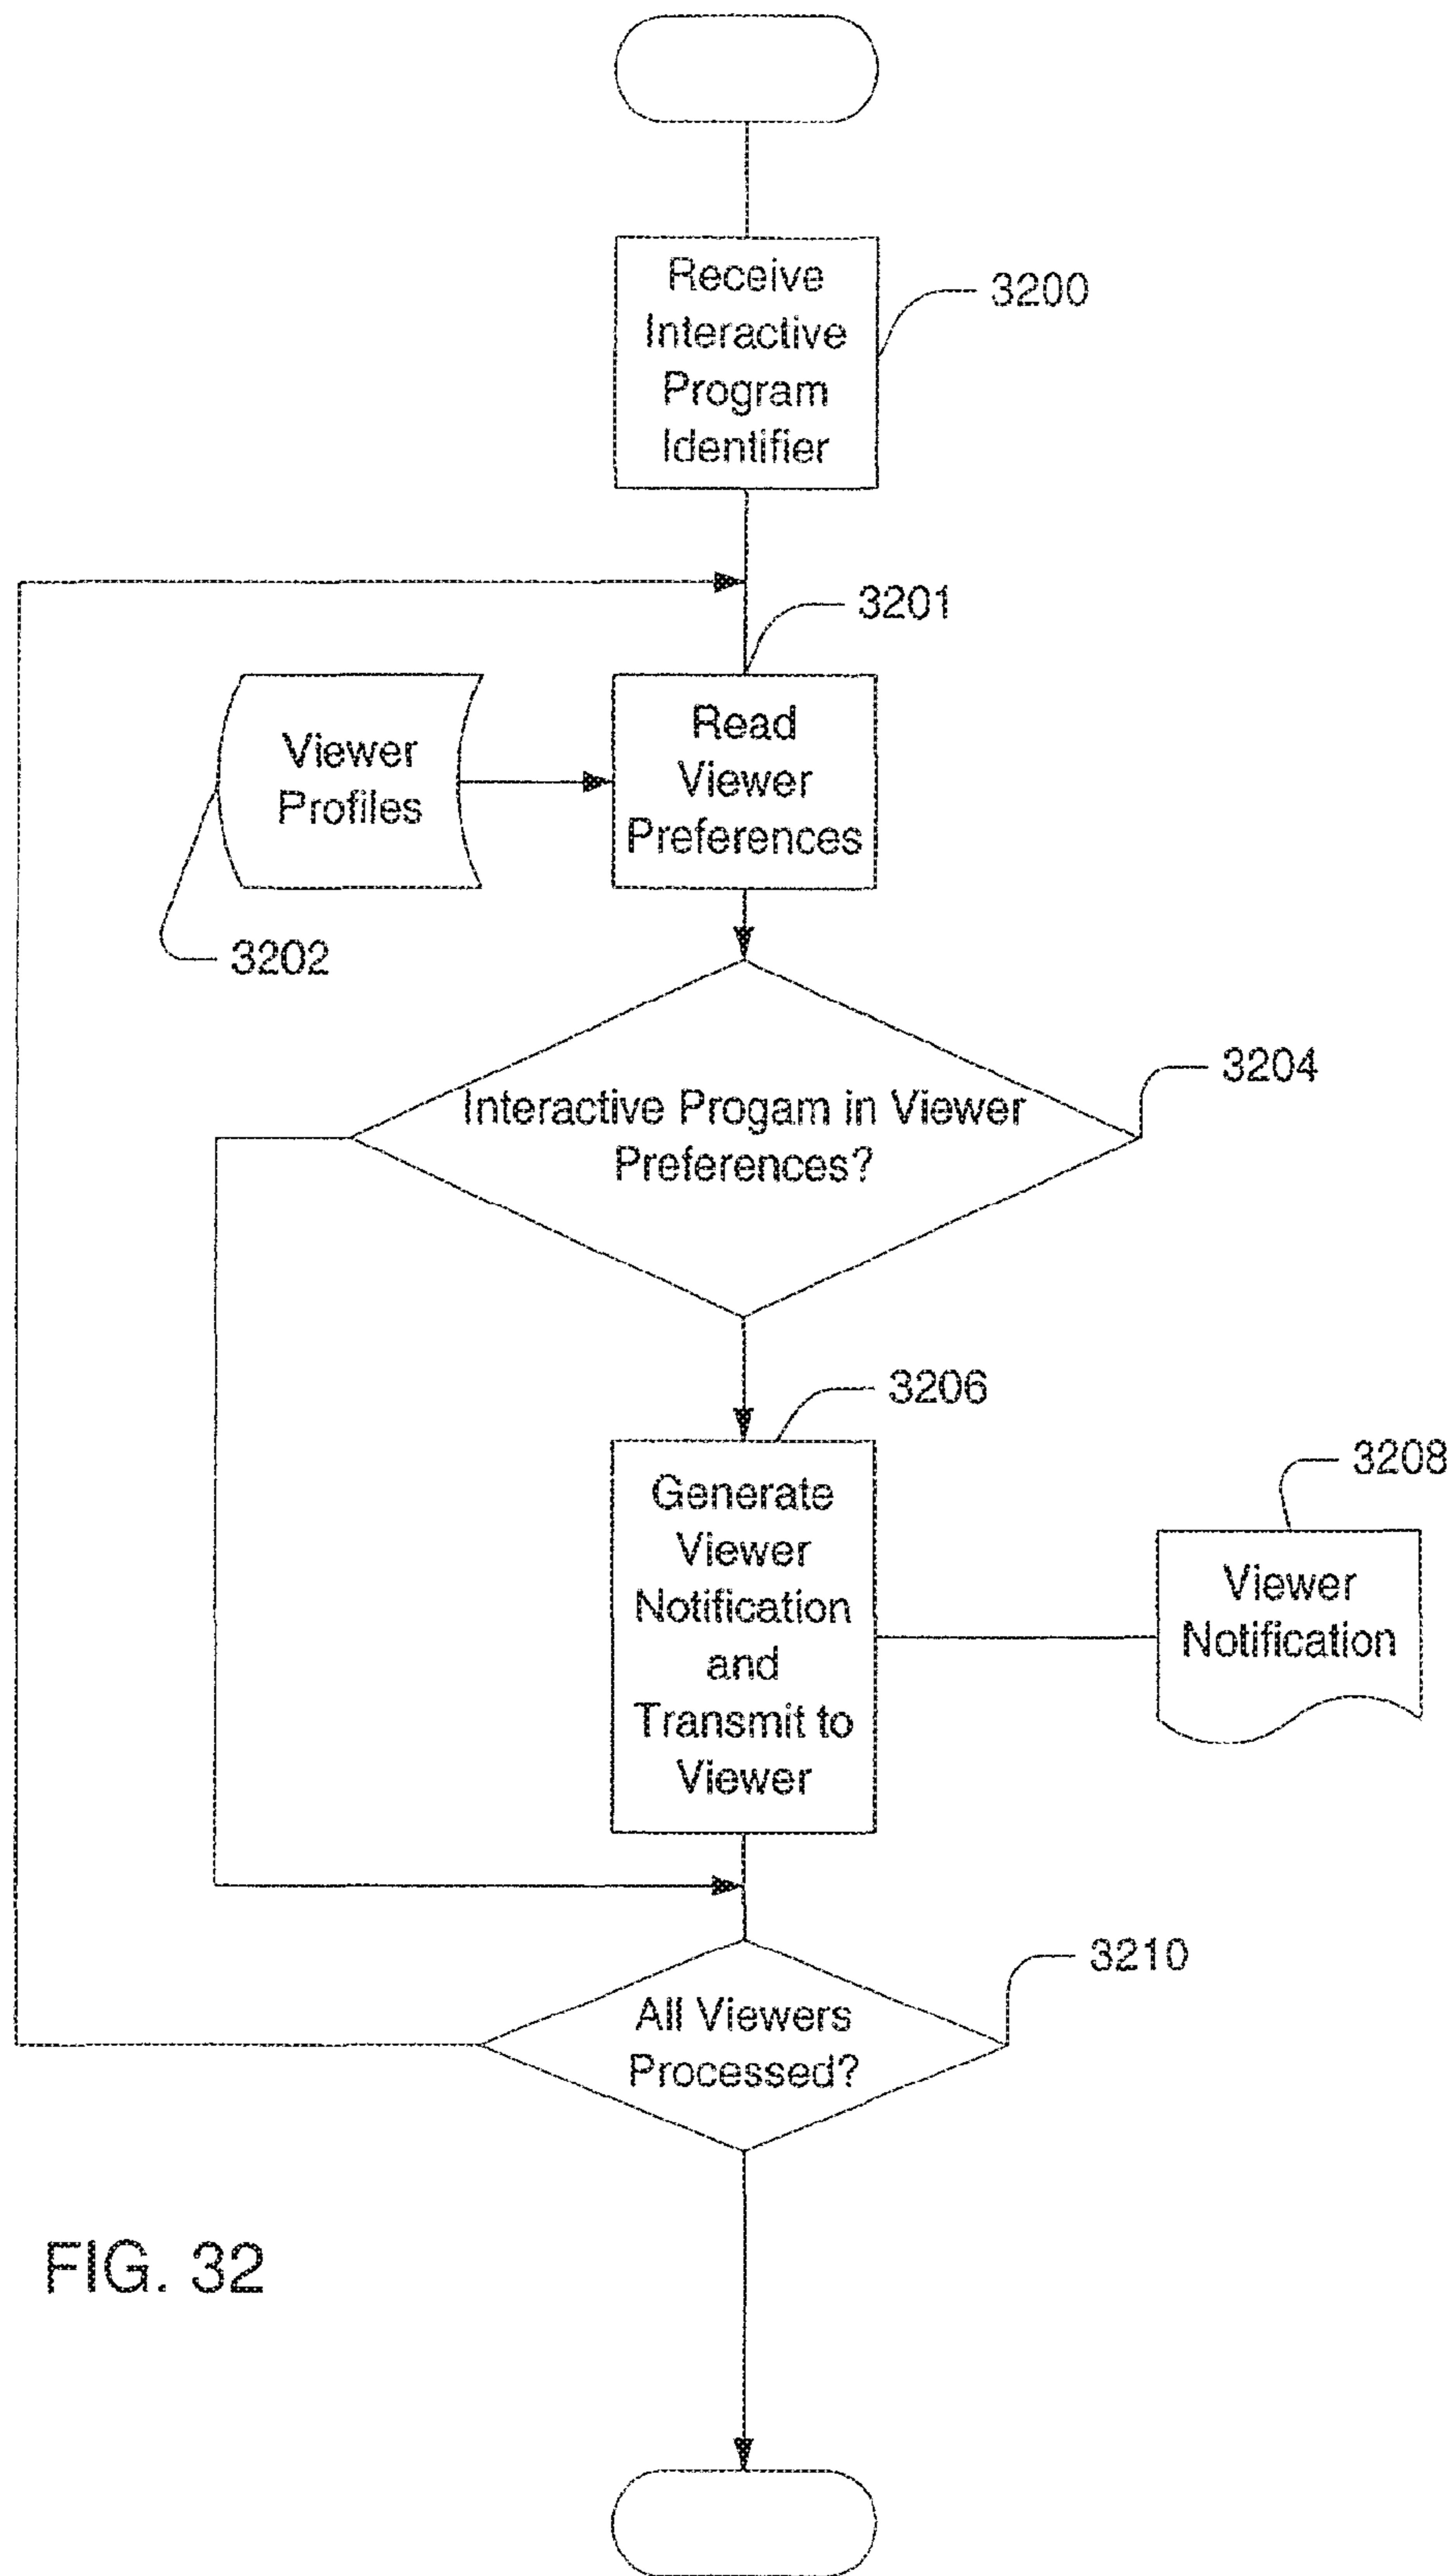 Receive
Interactive
Program
Identifier
3200
3201
Viewer
Profiles
Read
Viewer
Preferences
3202
3204
Interactive Progam in Viewer
Preferences?
3206
3208
Generate
Viewer
Notification
and
Transmit to
Viewer
Viewer
Notification
3210
All Viewers
Processed?
FIG. 32